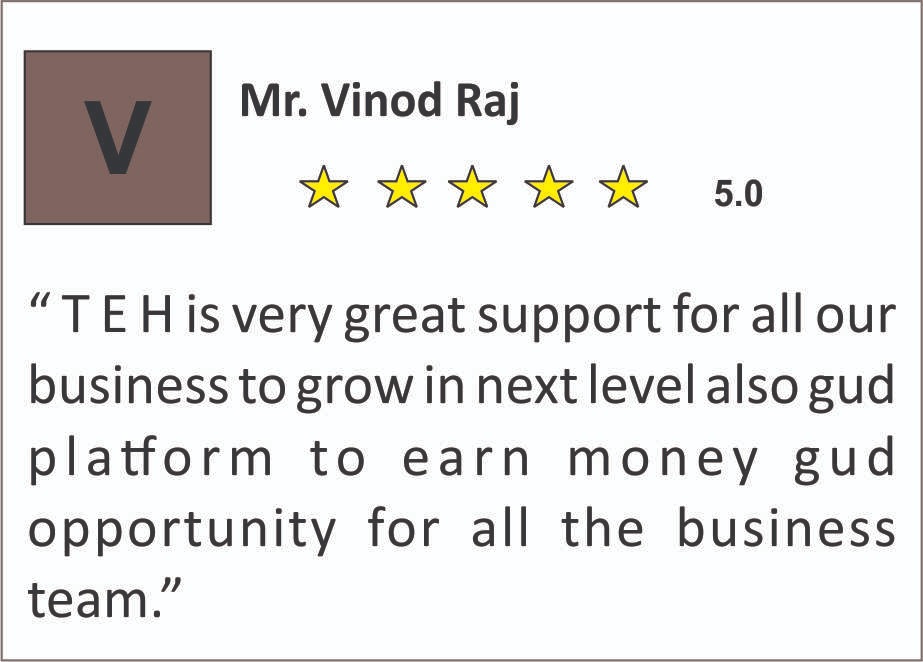 V
Mr. Vinod Raj
5.0
“ T E H is very great support for all our
business to grow in next level also gud
platform to earn money gud
opportunity for all the business
team.”